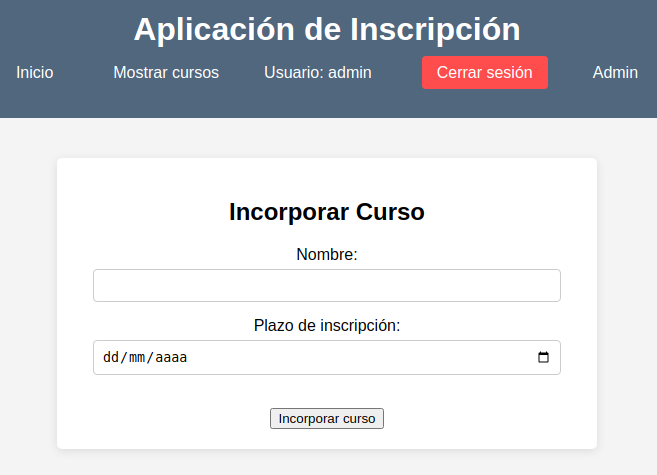 Aplicación de Inscripción
Inicio Mostrar cursos Usuario: admin Cerrar sesión Admin
Incorporar Curso
Nombre:
Plazo de inscripción:
dd/mm/aaaa
Incorporar curso